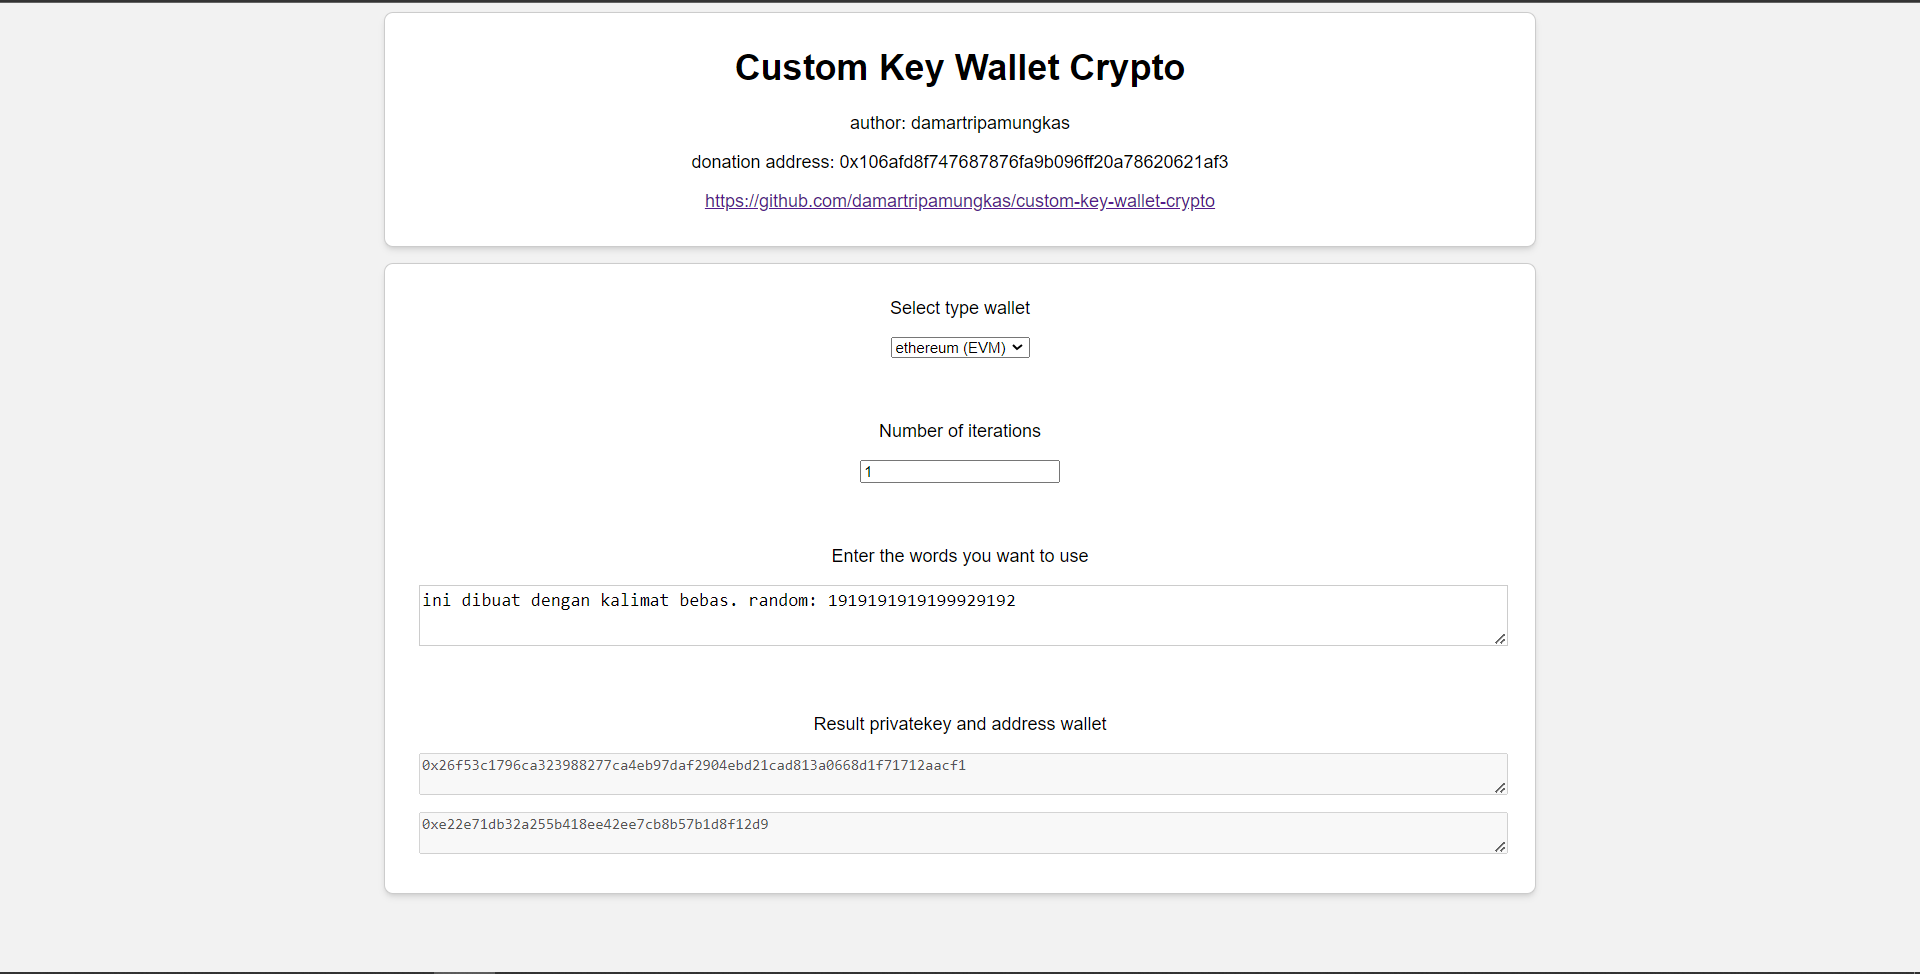 Custom Key Wallet Crypto
author: damartripamungkas
donation address: 0x106afd8f747687876fa9b096ff20a78620621af3
https://github.com/damartripamungkas/custom-key-wallet-crypto
Select type wallet
ethereum (EVM)
Number of iterations
1
Enter the words you want to use
ini dibuat dengan kalimat bebas. random: 1919191919199929192
Result privatekey and address wallet
0x26f53c1796ca323988277ca4eb97daf2904ebd21cad813a0668d1f71712aacf1
0xe22e71db32a255b418ee42ee7cb8b57b1d8f12d9